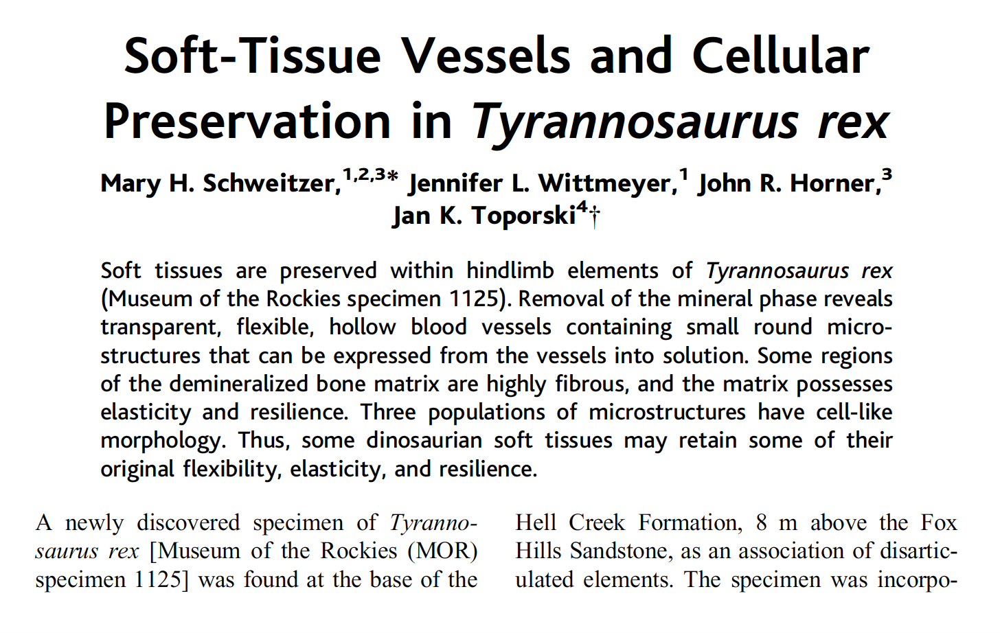 Soft-Tissue Vessels and Cellular
Preservation in Tyrannosaurus rex
Mary H. Schweitzer,1,2,3* Jennifer L. Wittmeyer,1 John R. Horner,3
Jan K. Toporski4†
Soft tissues are preserved within hindlimb elements of Tyrannosaurus rex
(Museum of the Rockies specimen 1125). Removal of the mineral phase reveals
transparent, flexible, hollow blood vessels containing small round micro-
structures that can be expressed from the vessels into solution. Some regions
of the demineralized bone matrix are highly fibrous, and the matrix possesses
elasticity and resilience. Three populations of microstructures have cell-like
morphology. Thus, some dinosaurian soft tissues may retain some of their
original flexibility, elasticity, and resilience.
A newly discovered specimen of Tyranno-
saurus rex [Museum of the Rockies (MOR)
specimen 1125] was found at the base of the
Hell Creek Formation, 8 m above the Fox
Hills Sandstone, as an association of disartic-
ulated elements. The specimen was incorpo-